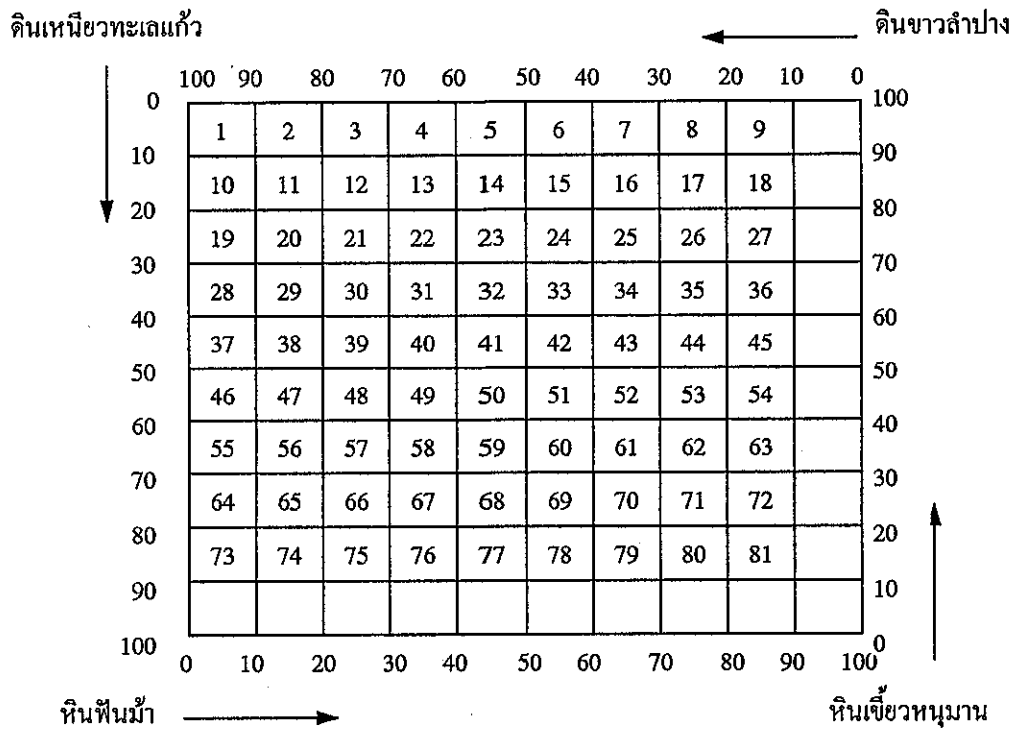 ดินเหนียวทะเลแก้ว ดินขาวลำปาง
100 90 80 70 60 50 40 30 20 10 0
0 100
1 2 3 4 5 6 7 8 9
10 90
10 11 12 13 14 15 16 17 18
20 80
19 20 21 22 23 24 25 26 27
30 70
28 29 30 31 32 33 34 35 36
40 60
37 38 39 40 41 42 43 44 45
50 50
46 47 48 49 50 51 52 53 54
60 40
55 56 57 58 59 60 61 62 63
70 30
64 65 66 67 68 69 70 71 72
80 20
73 74 75 76 77 78 79 80 81
90 10
100 0
0 10 20 30 40 50 60 70 80 90 100
หินฟันม้า หินเขี้ยวหนุมาน